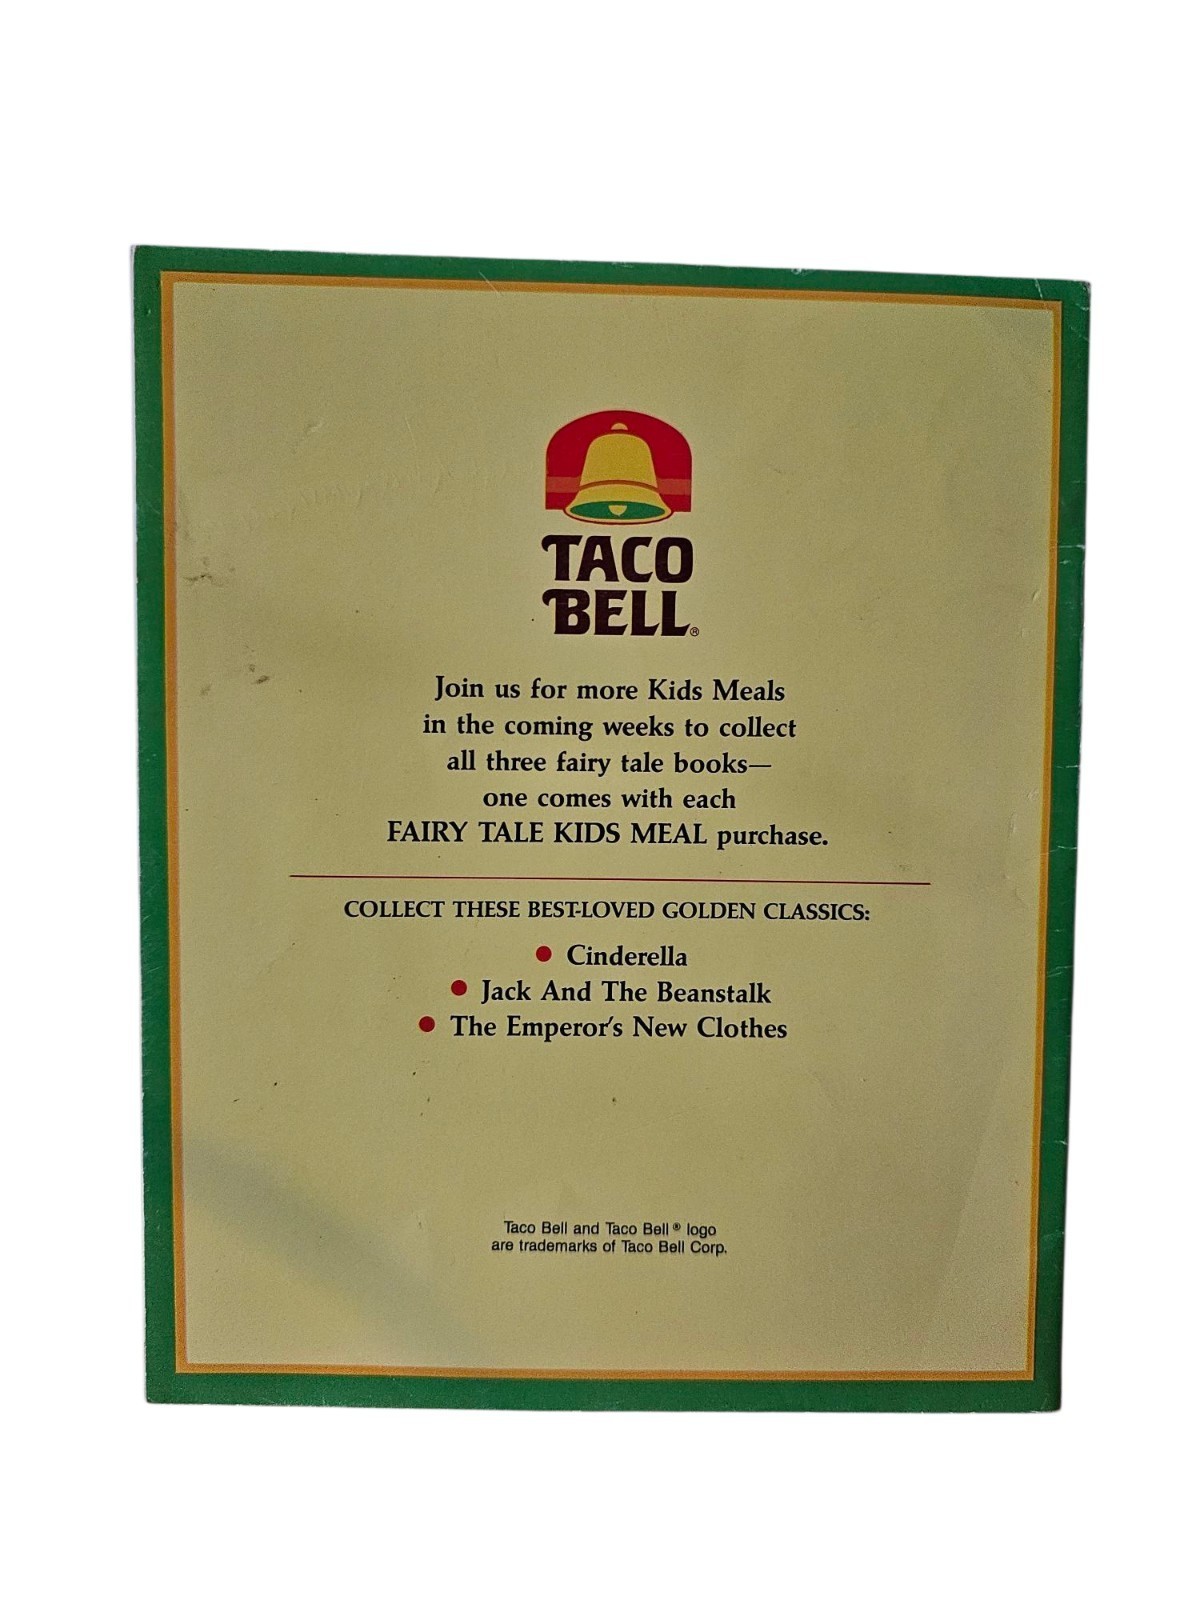 TACO
BELL®
Join us for more Kids Meals
in the coming weeks to collect
all three fairy tale books—
one comes with each
FAIRY TALE KIDS MEAL purchase.
COLLECT THESE BEST-LOVED GOLDEN CLASSICS:
● Cinderella
● Jack And The Beanstalk
● The Emperor's New Clothes
Taco Bell and Taco Bell® logo
are trademarks of Taco Bell Corp.